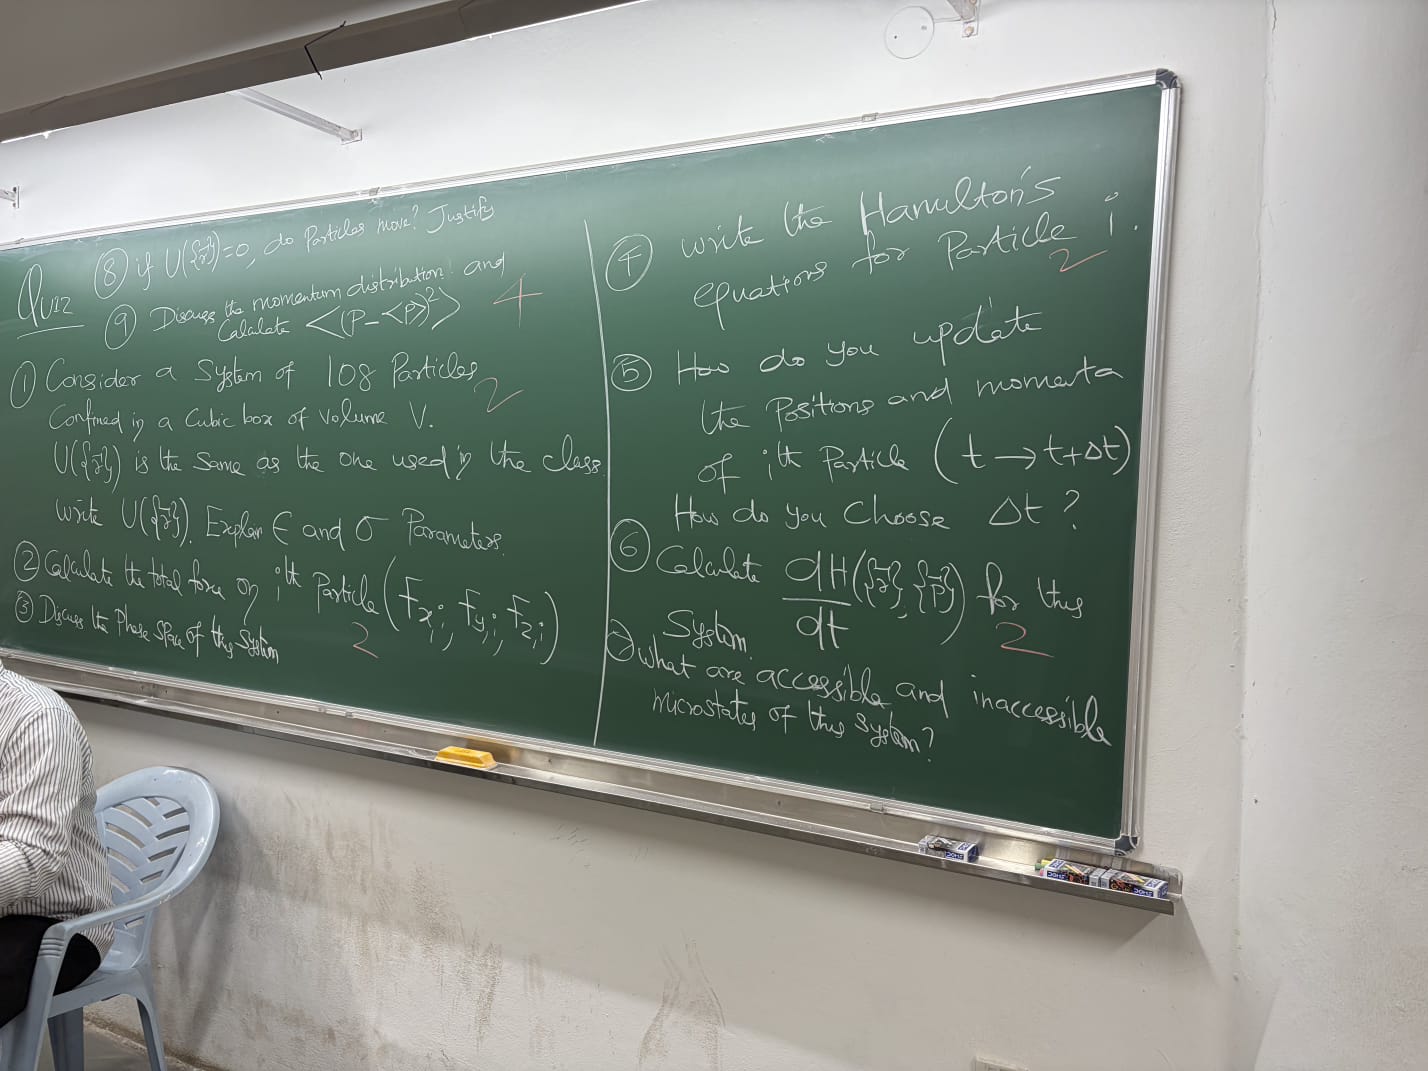 Quiz
⑧ if U({r⃗})=0, do Particles move? Justify
⑨ Discuss the momentum distribution and
Calculate <(P-<P>)²> 4
① Consider a System of 108 Particles 2
Confined in a Cubic box of volume V.
U({r⃗}) is the same as the one used in the class
write U({r⃗}). Explain ϵ and σ Parameters.
② Calculate the total force on ith Particle (Fx,i, Fy,i, Fz,i)
2
③ Discuss the Phase Space of this System
④ write the Hamilton's
equations for Particle i.
2
⑤ How do you update
the Positions and momenta
of ith Particle (t → t+Δt)
How do you Choose Δt ?
⑥ Calculate dH({r⃗}, {p⃗})/dt for this
System. 2
⑦ what are accessible and inaccessible
microstates of this System?